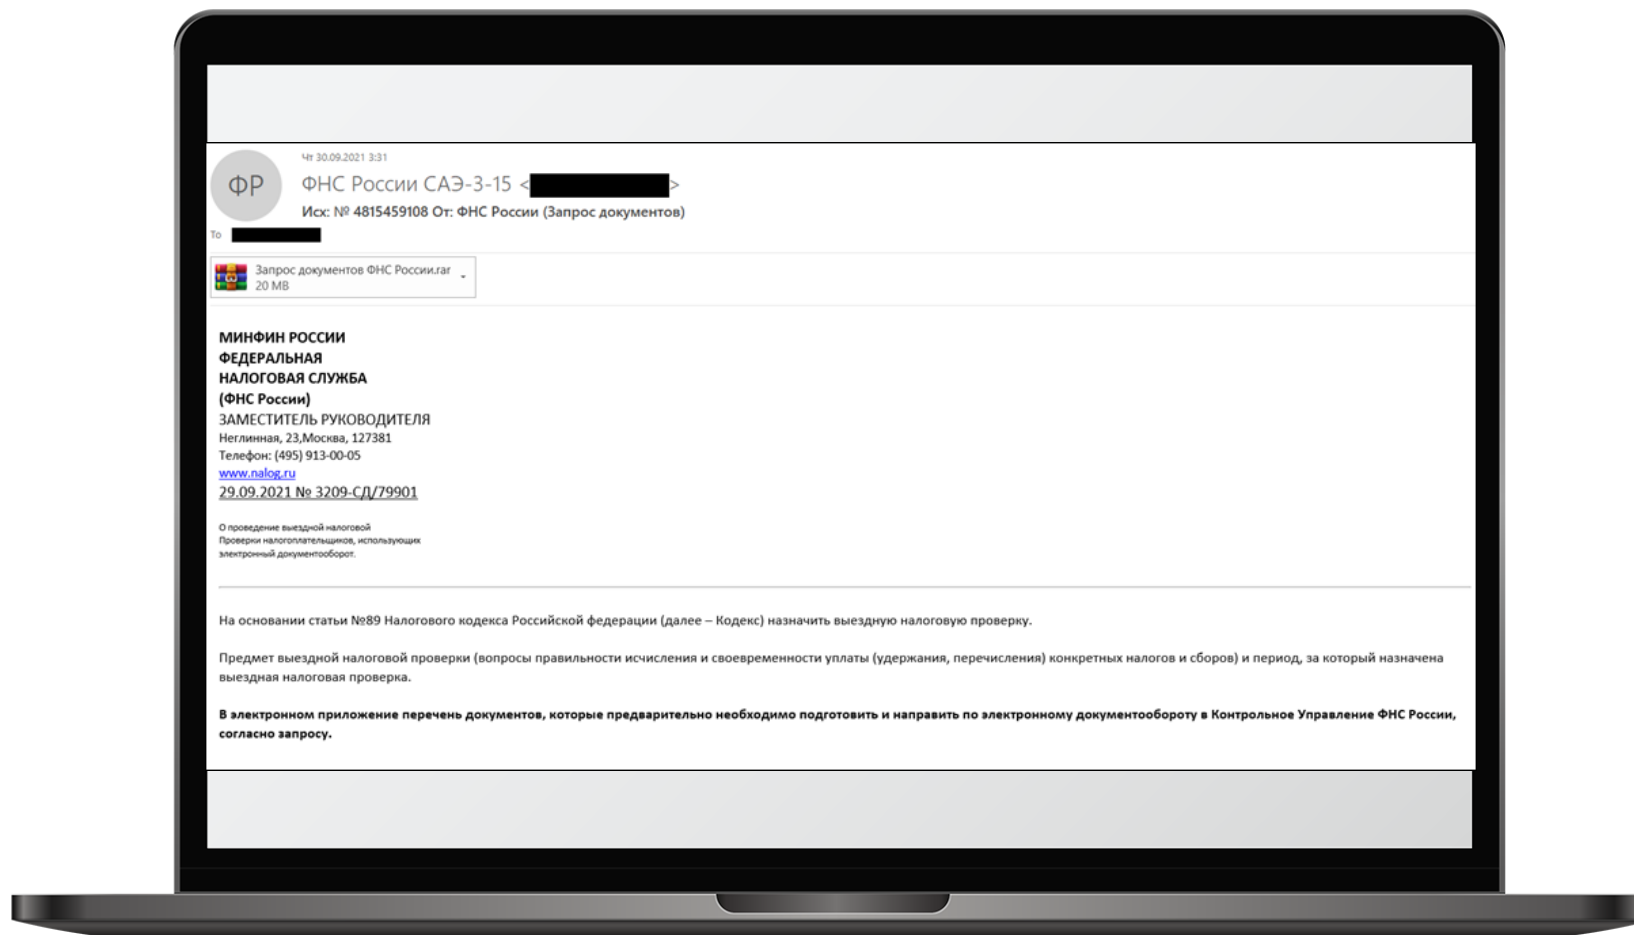 Чт 30.09.2021 3:31
ФР
ФНС России САЭ-3-15 < >
Исх: № 4815459108 От: ФНС России (Запрос документов)
To
Запрос документов ФНС России.rar
20 MB
МИНФИН РОССИИ
ФЕДЕРАЛЬНАЯ
НАЛОГОВАЯ СЛУЖБА
(ФНС России)
ЗАМЕСТИТЕЛЬ РУКОВОДИТЕЛЯ
Неглинная, 23,Москва, 127381
Телефон: (495) 913-00-05
www.nalog.ru
29.09.2021 № 3209-СД/79901
О проведение выездной налоговой
Проверки налогоплательщиков, использующих
электронный документооборот.
На основании статьи №89 Налогового кодекса Российской федерации (далее – Кодекс) назначить выездную налоговую проверку.
Предмет выездной налоговой проверки (вопросы правильности исчисления и своевременности уплаты (удержания, перечисления) конкретных налогов и сборов) и период, за который назначена
выездная налоговая проверка.
В электронном приложение перечень документов, которые предварительно необходимо подготовить и направить по электронному документообороту в Контрольное Управление ФНС России,
согласно запросу.